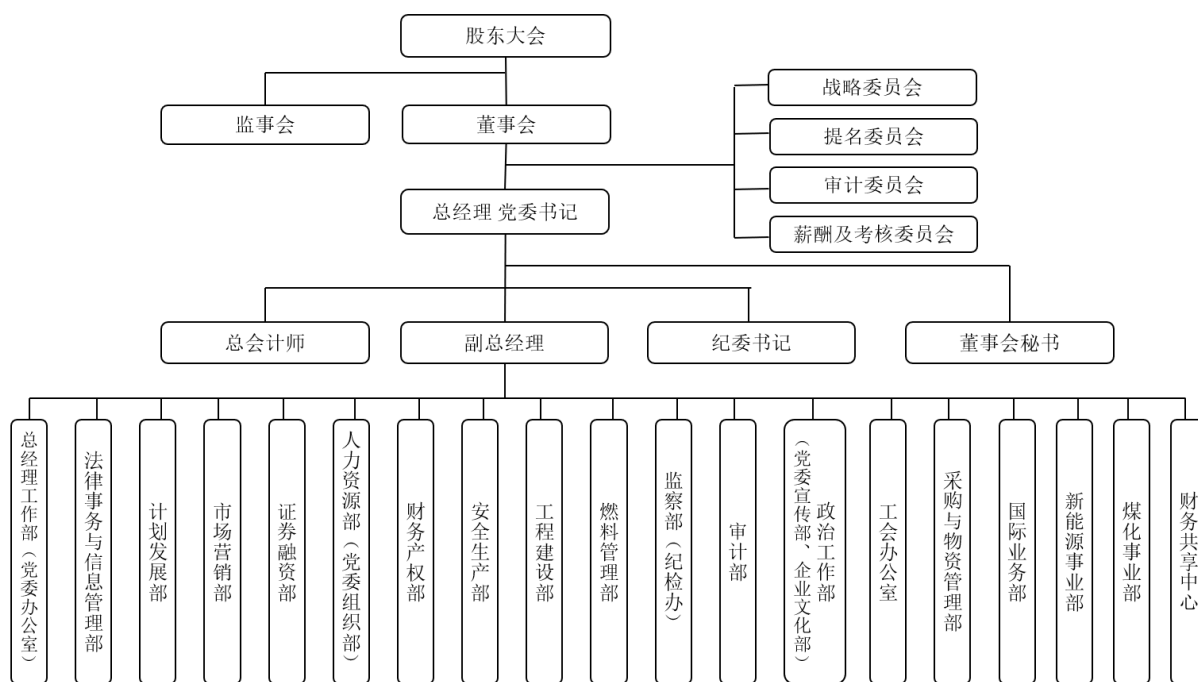 股东大会
监事会
董事会
战略委员会
提名委员会
审计委员会
薪酬及考核委员会
总经理 党委书记
总会计师
副总经理
纪委书记
董事会秘书
总经理工作部（党委办公室）
法律事务与信息管理部
计划发展部
市场营销部
证券融资部
人力资源部（党委组织部）
财务产权部
安全生产部
工程建设部
燃料管理部
监察部（纪检办）
审计部
政治工作部
（党委宣传部、企业文化部）
工会办公室
采购与物资管理部
国际业务部
新能源事业部
煤化事业部
财务共享中心